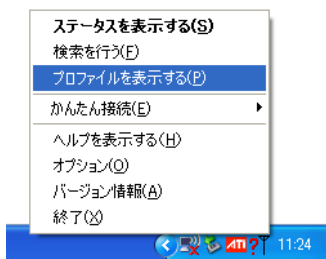 ステータスを表示する(S)
検索を行う(F)
プロファイルを表示する(P)
かんたん接続(E)
ヘルプを表示する(H)
オプション(O)
バージョン情報(A)
終了(X)
ATI ? 11:24